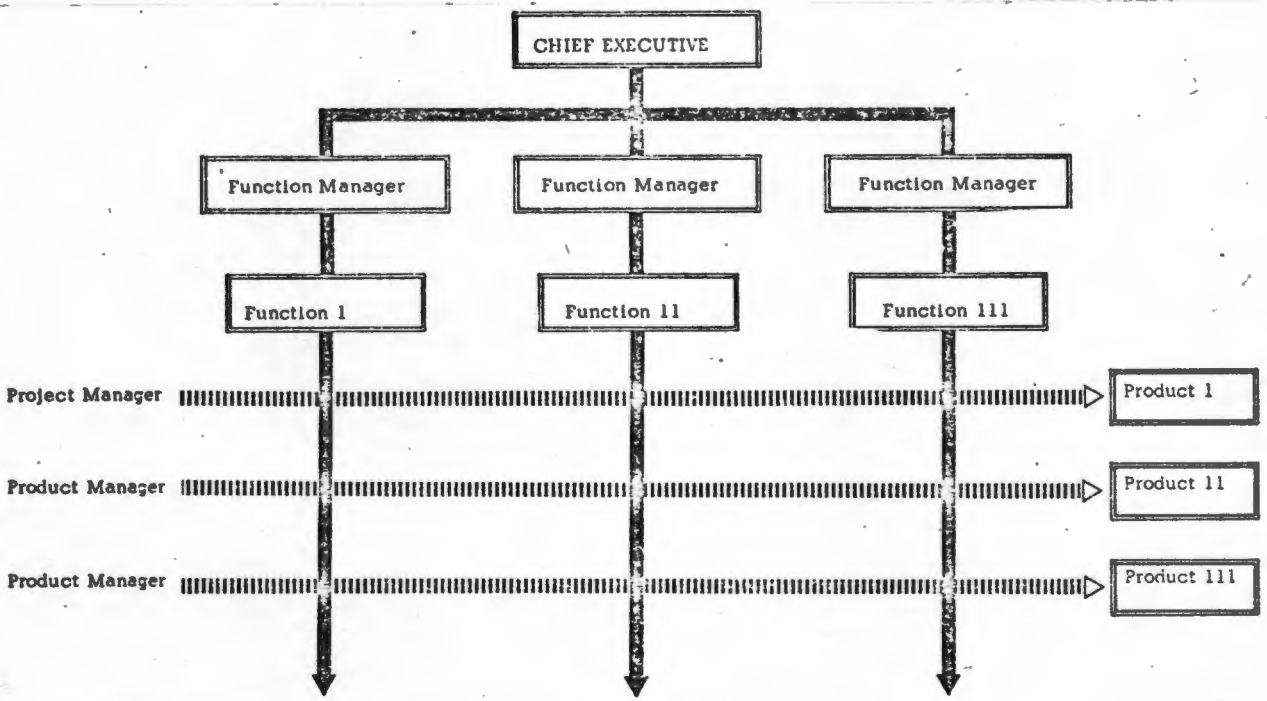 CHIEF EXECUTIVE
Function Manager
Function Manager
Function Manager
Function 1
Function 11
Function 111
Project Manager
Product 1
Product Manager
Product 11
Product Manager
Product 111